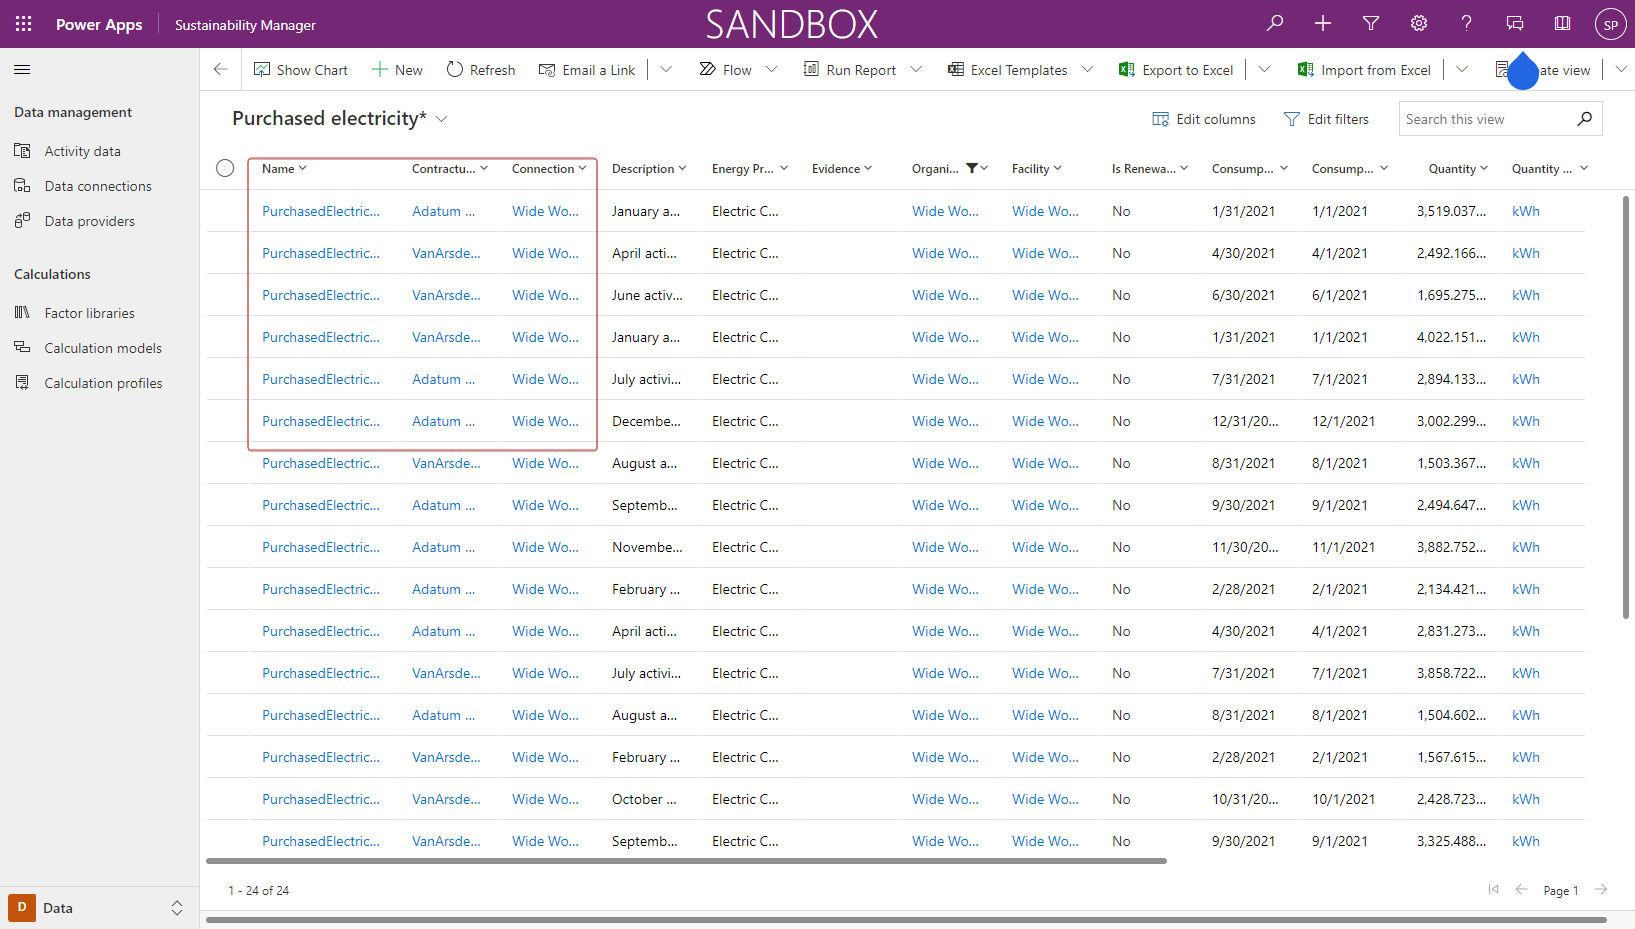 Power Apps Sustainability Manager SANDBOX SP
Show Chart New Refresh Email a Link Flow Run Report Excel Templates Export to Excel Import from Excel ate view
Data management
Activity data
Data connections
Data providers
Calculations
Factor libraries
Calculation models
Calculation profiles
D Data
Purchased electricity* Edit columns Edit filters Search this view
Name Contractu... Connection Description Energy Pr... Evidence Organi... Facility Is Renewa... Consump... Consump... Quantity Quantity ...
PurchasedElectric... Adatum ... Wide Wo... January a... Electric C... Wide Wo... Wide Wo... No 1/31/2021 1/1/2021 3,519.037... kWh
PurchasedElectric... VanArsde... Wide Wo... April acti... Electric C... Wide Wo... Wide Wo... No 4/30/2021 4/1/2021 2,492.166... kWh
PurchasedElectric... VanArsde... Wide Wo... June activ... Electric C... Wide Wo... Wide Wo... No 6/30/2021 6/1/2021 1,695.275... kWh
PurchasedElectric... VanArsde... Wide Wo... January a... Electric C... Wide Wo... Wide Wo... No 1/31/2021 1/1/2021 4,022.151... kWh
PurchasedElectric... Adatum ... Wide Wo... July activi... Electric C... Wide Wo... Wide Wo... No 7/31/2021 7/1/2021 2,894.133... kWh
PurchasedElectric... Adatum ... Wide Wo... Decembe... Electric C... Wide Wo... Wide Wo... No 12/31/20... 12/1/2021 3,002.299... kWh
PurchasedElectric... VanArsde... Wide Wo... August a... Electric C... Wide Wo... Wide Wo... No 8/31/2021 8/1/2021 1,503.367... kWh
PurchasedElectric... Adatum ... Wide Wo... Septemb... Electric C... Wide Wo... Wide Wo... No 9/30/2021 9/1/2021 2,494.647... kWh
PurchasedElectric... Adatum ... Wide Wo... Novembe... Electric C... Wide Wo... Wide Wo... No 11/30/20... 11/1/2021 3,882.752... kWh
PurchasedElectric... Adatum ... Wide Wo... February ... Electric C... Wide Wo... Wide Wo... No 2/28/2021 2/1/2021 2,134.421... kWh
PurchasedElectric... Adatum ... Wide Wo... April acti... Electric C... Wide Wo... Wide Wo... No 4/30/2021 4/1/2021 2,831.273... kWh
PurchasedElectric... VanArsde... Wide Wo... July activi... Electric C... Wide Wo... Wide Wo... No 7/31/2021 7/1/2021 3,858.722... kWh
PurchasedElectric... Adatum ... Wide Wo... August a... Electric C... Wide Wo... Wide Wo... No 8/31/2021 8/1/2021 1,504.602... kWh
PurchasedElectric... VanArsde... Wide Wo... February ... Electric C... Wide Wo... Wide Wo... No 2/28/2021 2/1/2021 1,567.615... kWh
PurchasedElectric... VanArsde... Wide Wo... October ... Electric C... Wide Wo... Wide Wo... No 10/31/20... 10/1/2021 2,428.723... kWh
PurchasedElectric... VanArsde... Wide Wo... Septemb... Electric C... Wide Wo... Wide Wo... No 9/30/2021 9/1/2021 3,325.488... kWh
1 - 24 of 24 Page 1